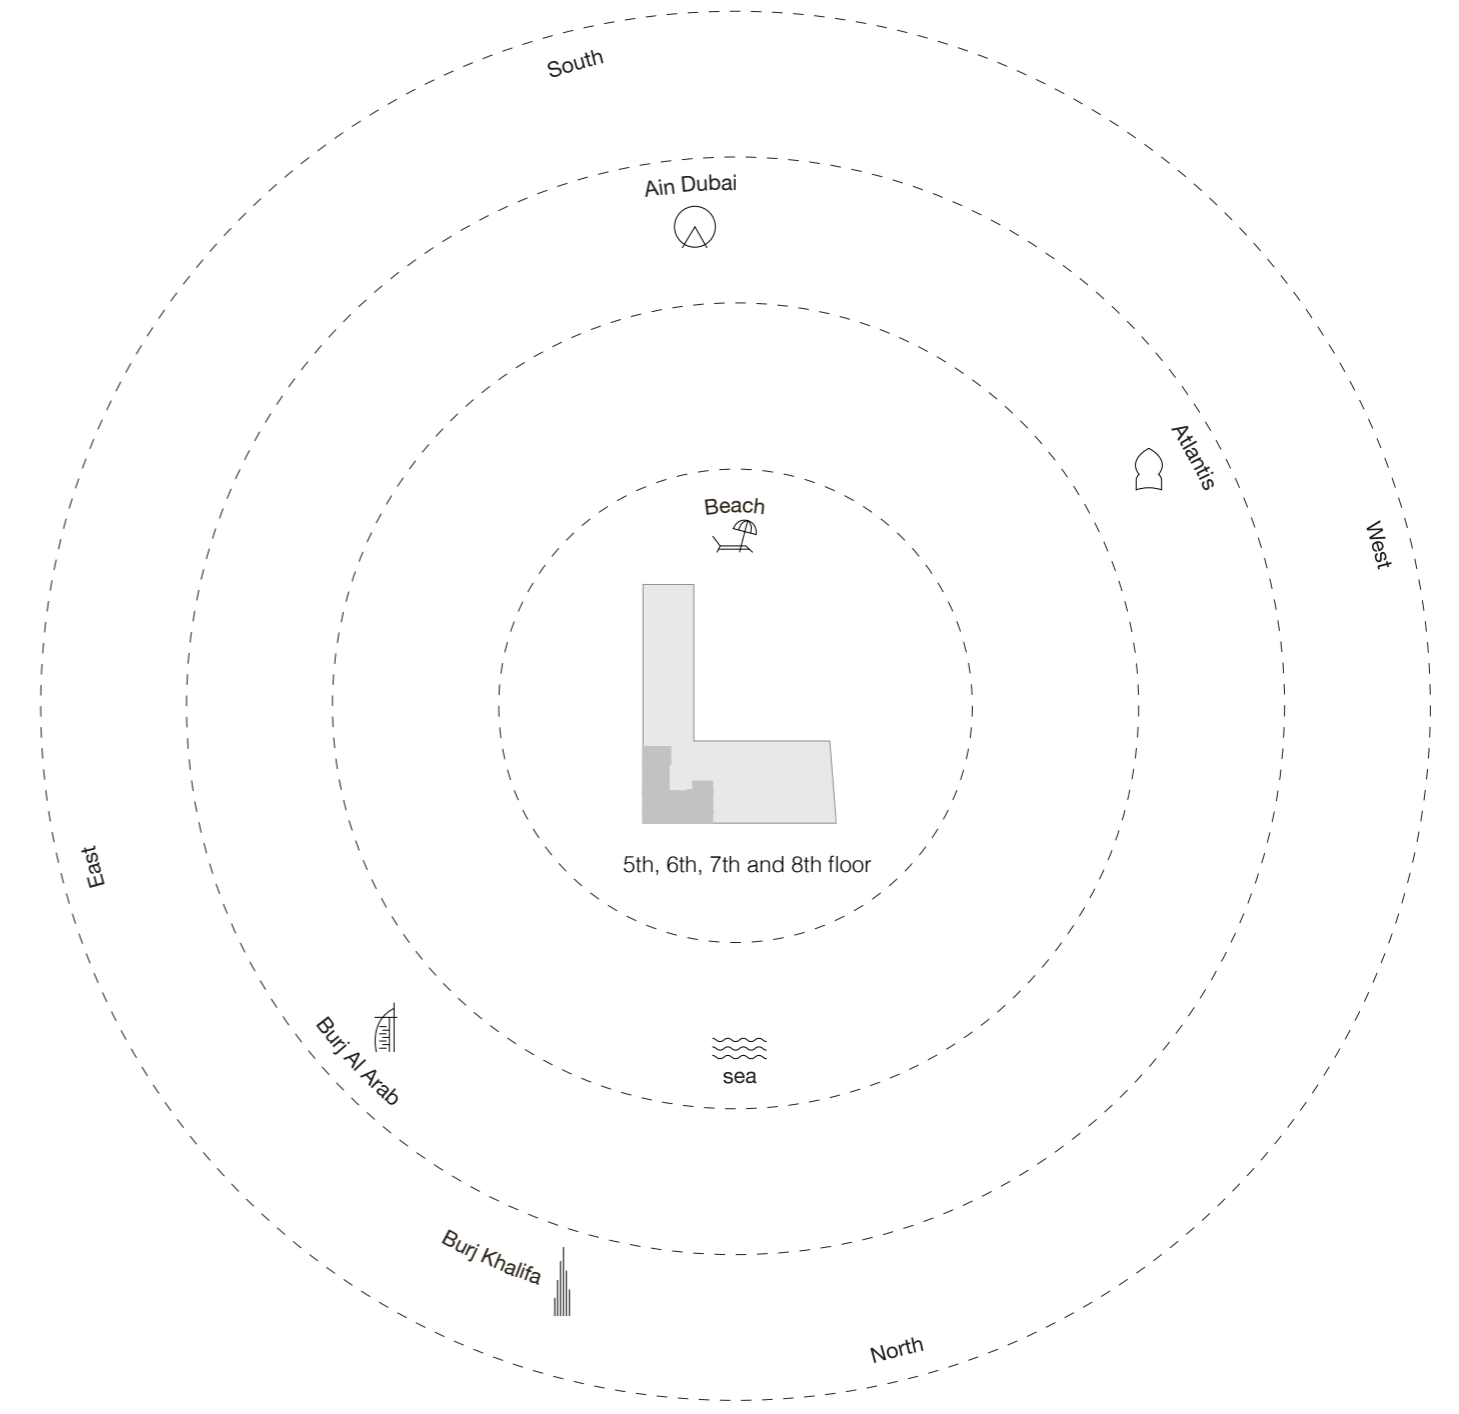 South
Ain Dubai
Atlantis
Beach
West
5th, 6th, 7th and 8th floor
East
Burj Al Arab
sea
Burj Khalifa
North